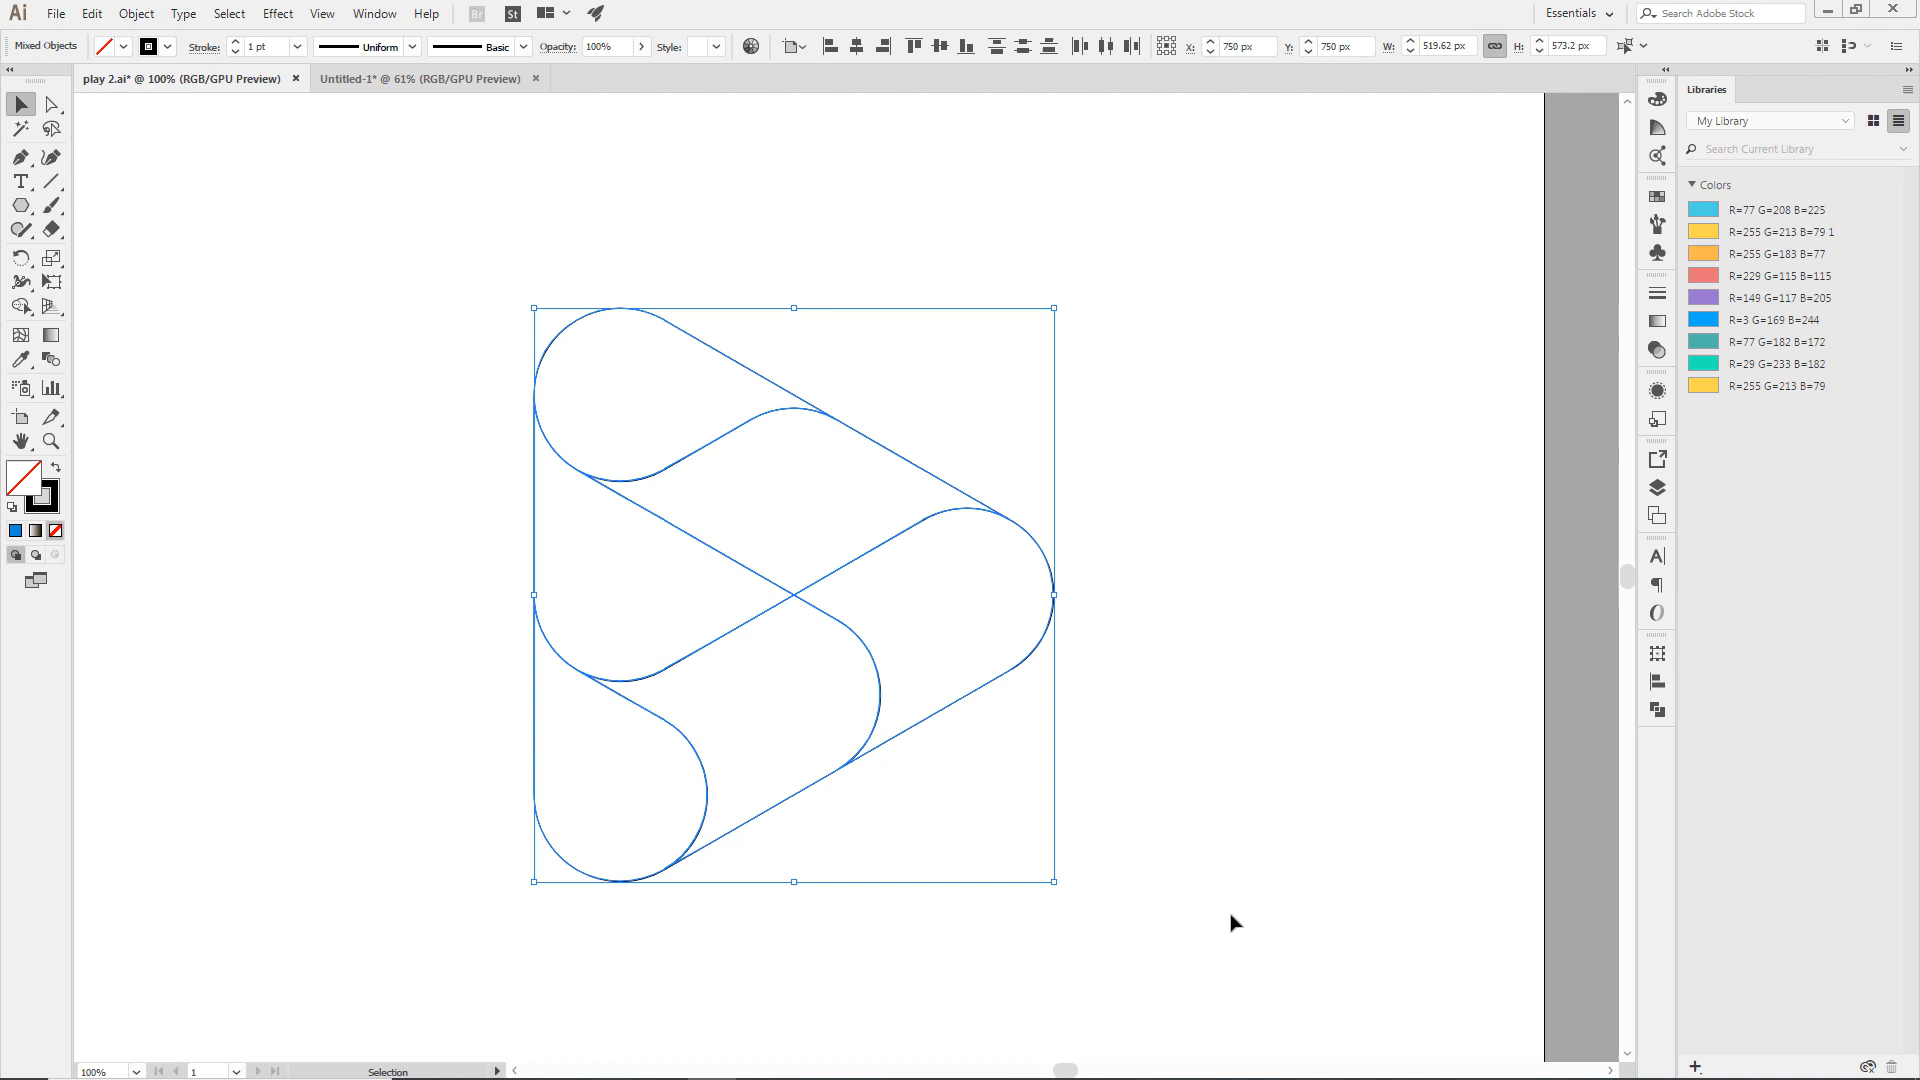 Ai File Edit Object Type Select Effect View Window Help Br St Essentials Search Adobe Stock
Mixed Objects Stroke: 1 pt Uniform Basic Opacity: 100% Style: X: 750 px Y: 750 px W: 519.62 px H: 573.2 px
play 2.ai* @ 100% (RGB/GPU Preview) × Untitled-1* @ 61% (RGB/GPU Preview) ×
Libraries
My Library
Search Current Library
Colors
R=77 G=208 B=225
R=255 G=213 B=79 1
R=255 G=183 B=77
R=229 G=115 B=115
R=149 G=117 B=205
R=3 G=169 B=244
R=77 G=182 B=172
R=29 G=233 B=182
R=255 G=213 B=79
100% 1 Selection